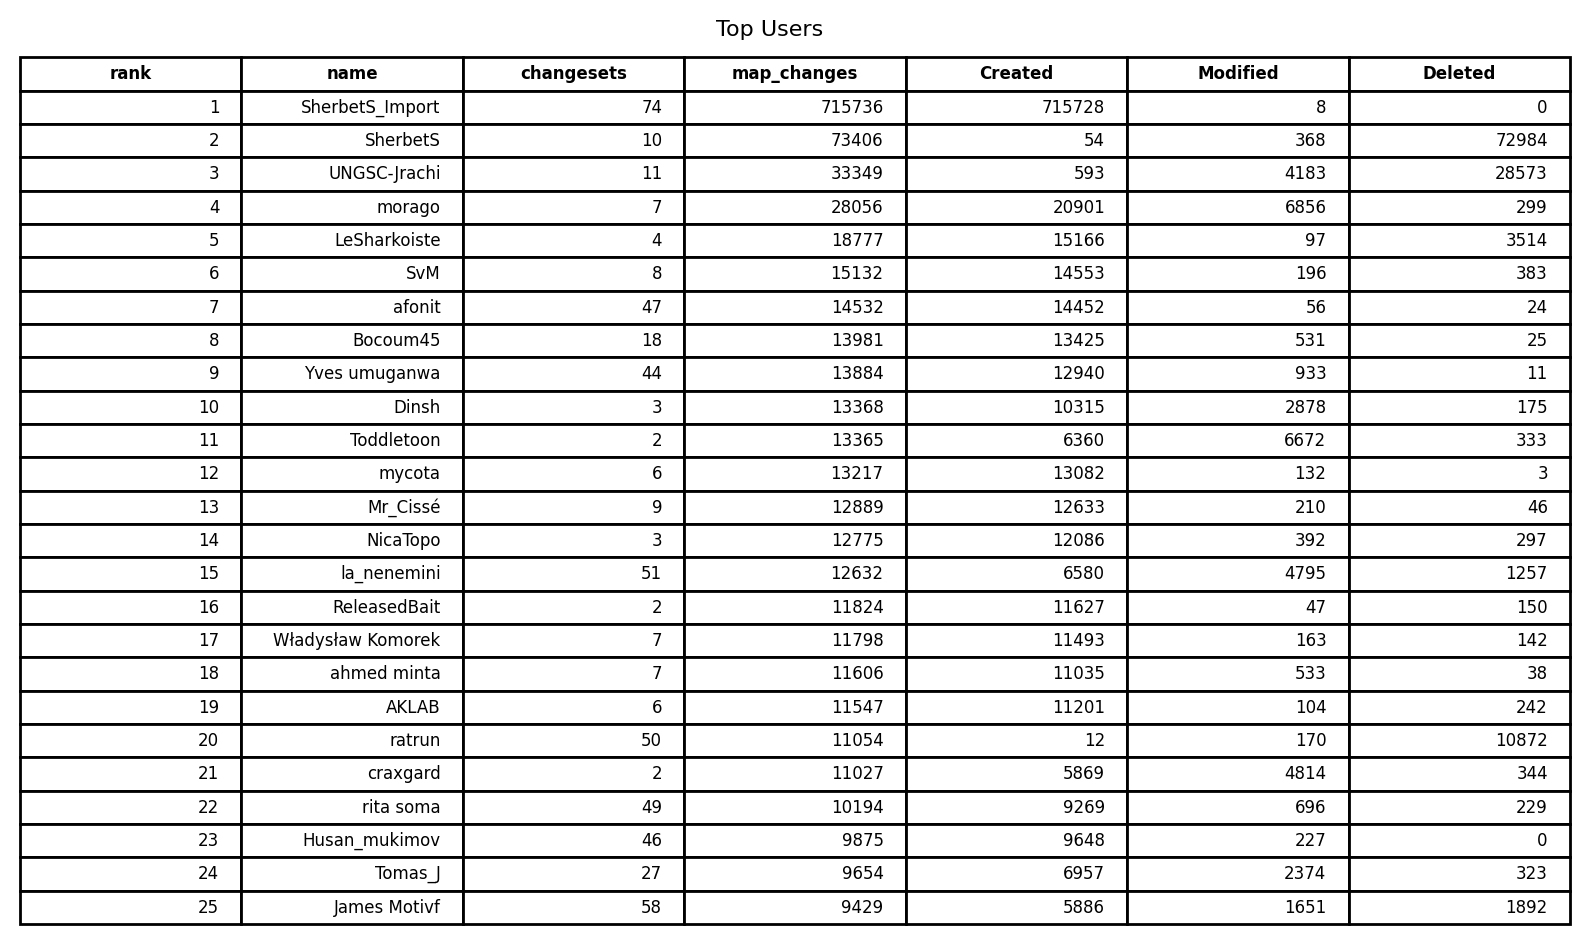 Top Users
rank name changesets map_changes Created Modified Deleted
1 SherbetS_Import 74 715736 715728 8 0
2 SherbetS 10 73406 54 368 72984
3 UNGSC-Jrachi 11 33349 593 4183 28573
4 morago 7 28056 20901 6856 299
5 LeSharkoiste 4 18777 15166 97 3514
6 SvM 8 15132 14553 196 383
7 afonit 47 14532 14452 56 24
8 Bocoum45 18 13981 13425 531 25
9 Yves umuganwa 44 13884 12940 933 11
10 Dinsh 3 13368 10315 2878 175
11 Toddletoon 2 13365 6360 6672 333
12 mycota 6 13217 13082 132 3
13 Mr_Cissé 9 12889 12633 210 46
14 NicaTopo 3 12775 12086 392 297
15 la_nenemini 51 12632 6580 4795 1257
16 ReleasedBait 2 11824 11627 47 150
17 Władysław Komorek 7 11798 11493 163 142
18 ahmed minta 7 11606 11035 533 38
19 AKLAB 6 11547 11201 104 242
20 ratrun 50 11054 12 170 10872
21 craxgard 2 11027 5869 4814 344
22 rita soma 49 10194 9269 696 229
23 Husan_mukimov 46 9875 9648 227 0
24 Tomas_J 27 9654 6957 2374 323
25 James Motivf 58 9429 5886 1651 1892